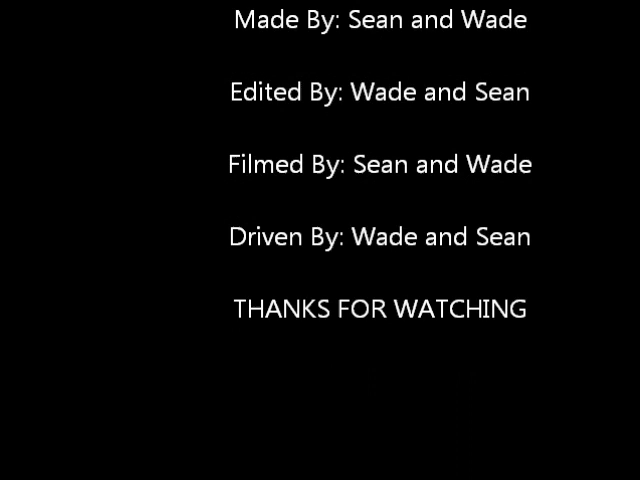 Made By: Sean and Wade
Edited By: Wade and Sean
Filmed By: Sean and Wade
Driven By: Wade and Sean
THANKS FOR WATCHING